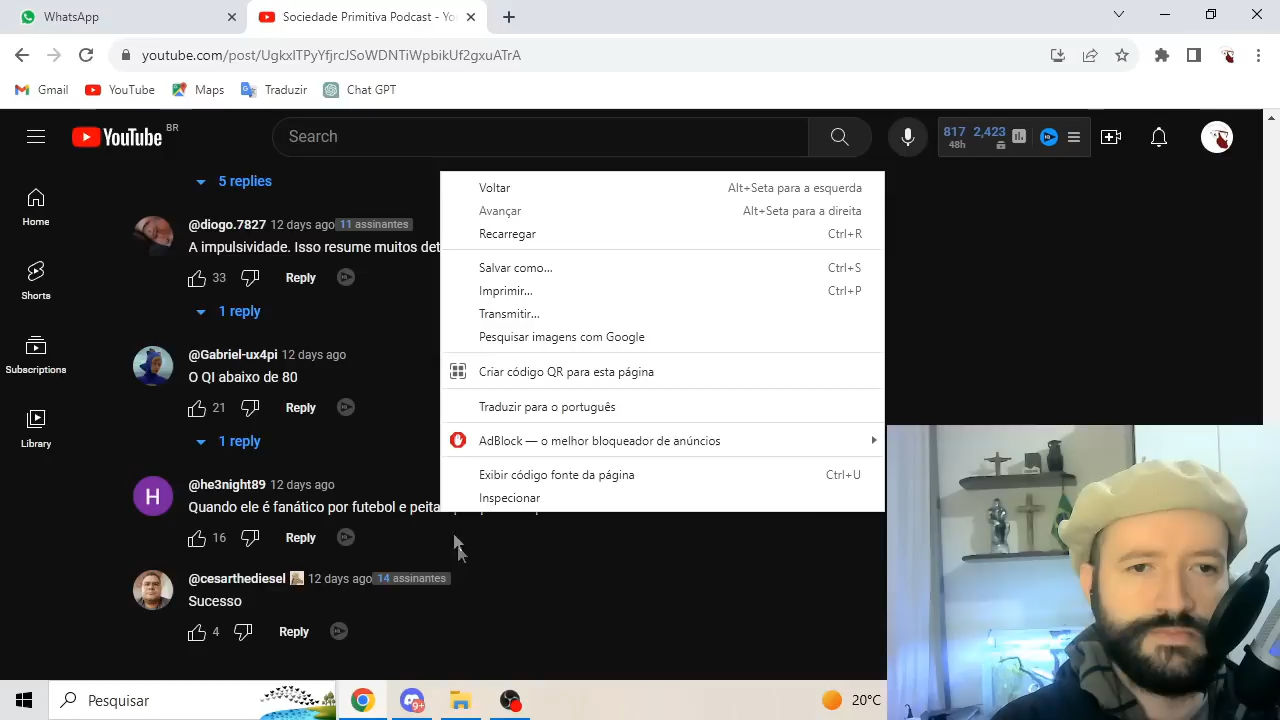 WhatsApp
Sociedade Primitiva Podcast - Yo
youtube.com/post/UgkxlTPyYfjrcJSoWDNTiWpbikUf2gxuATrA
Gmail YouTube Maps Traduzir Chat GPT
YouTube BR
Search
817 2,423
48h
Home
Shorts
Subscriptions
Library
5 replies
@diogo.7827 12 days ago 11 assinantes
A impulsividade. Isso resume muitos det
33 Reply
1 reply
@Gabriel-ux4pi 12 days ago
O QI abaixo de 80
21 Reply
1 reply
@he3night89 12 days ago
H
Quando ele é fanático por futebol e peita
16 Reply
@cesarthediesel 12 days ago 14 assinantes
Sucesso
4 Reply
Voltar Alt+Seta para a esquerda
Avançar Alt+Seta para a direita
Recarregar Ctrl+R
Salvar como... Ctrl+S
Imprimir... Ctrl+P
Transmitir...
Pesquisar imagens com Google
Criar código QR para esta página
Traduzir para o português
AdBlock — o melhor bloqueador de anúncios
Exibir código fonte da página Ctrl+U
Inspecionar
Pesquisar
9+
20°C